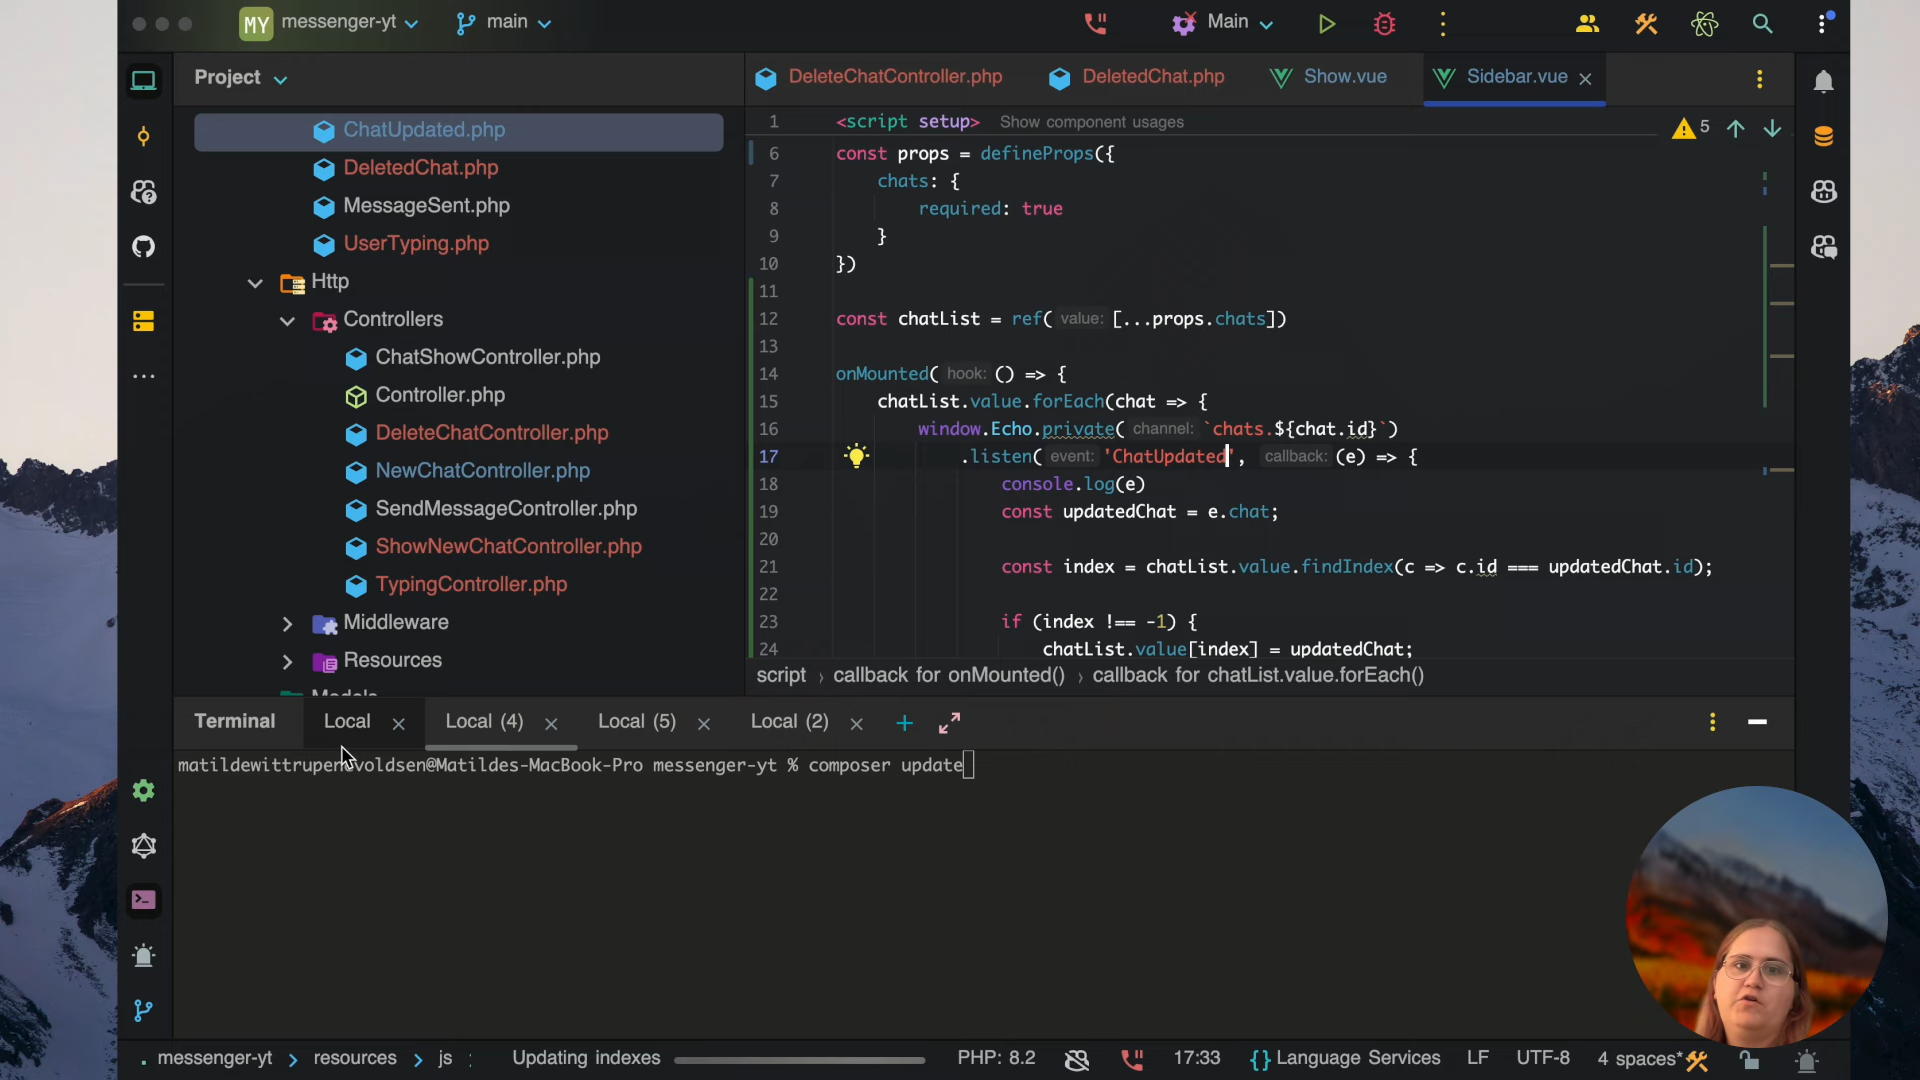 MY messenger-yt main Main
Project
ChatUpdated.php
DeletedChat.php
MessageSent.php
UserTyping.php
Http
Controllers
ChatShowController.php
Controller.php
DeleteChatController.php
NewChatController.php
SendMessageController.php
ShowNewChatController.php
TypingController.php
Middleware
Resources
Models
DeleteChatController.php DeletedChat.php Show.vue Sidebar.vue
1 <script setup> Show component usages
5
6 const props = defineProps({
7 chats: {
8 required: true
9 }
10 })
11
12 const chatList = ref( value: [...props.chats])
13
14 onMounted( hook: () => {
15 chatList.value.forEach(chat => {
16 window.Echo.private( channel: `chats.${chat.id}`)
17 .listen( event: 'ChatUpdated', callback: (e) => {
18 console.log(e)
19 const updatedChat = e.chat;
20
21 const index = chatList.value.findIndex(c => c.id === updatedChat.id);
22
23 if (index !== -1) {
24 chatList.value[index] = updatedChat;
script › callback for onMounted() › callback for chatList.value.forEach()
Terminal Local Local (4) Local (5) Local (2)
messenger-yt % composer update
messenger-yt > resources > js Updating indexes PHP: 8.2 17:33 {} Language Services LF UTF-8 4 spaces*